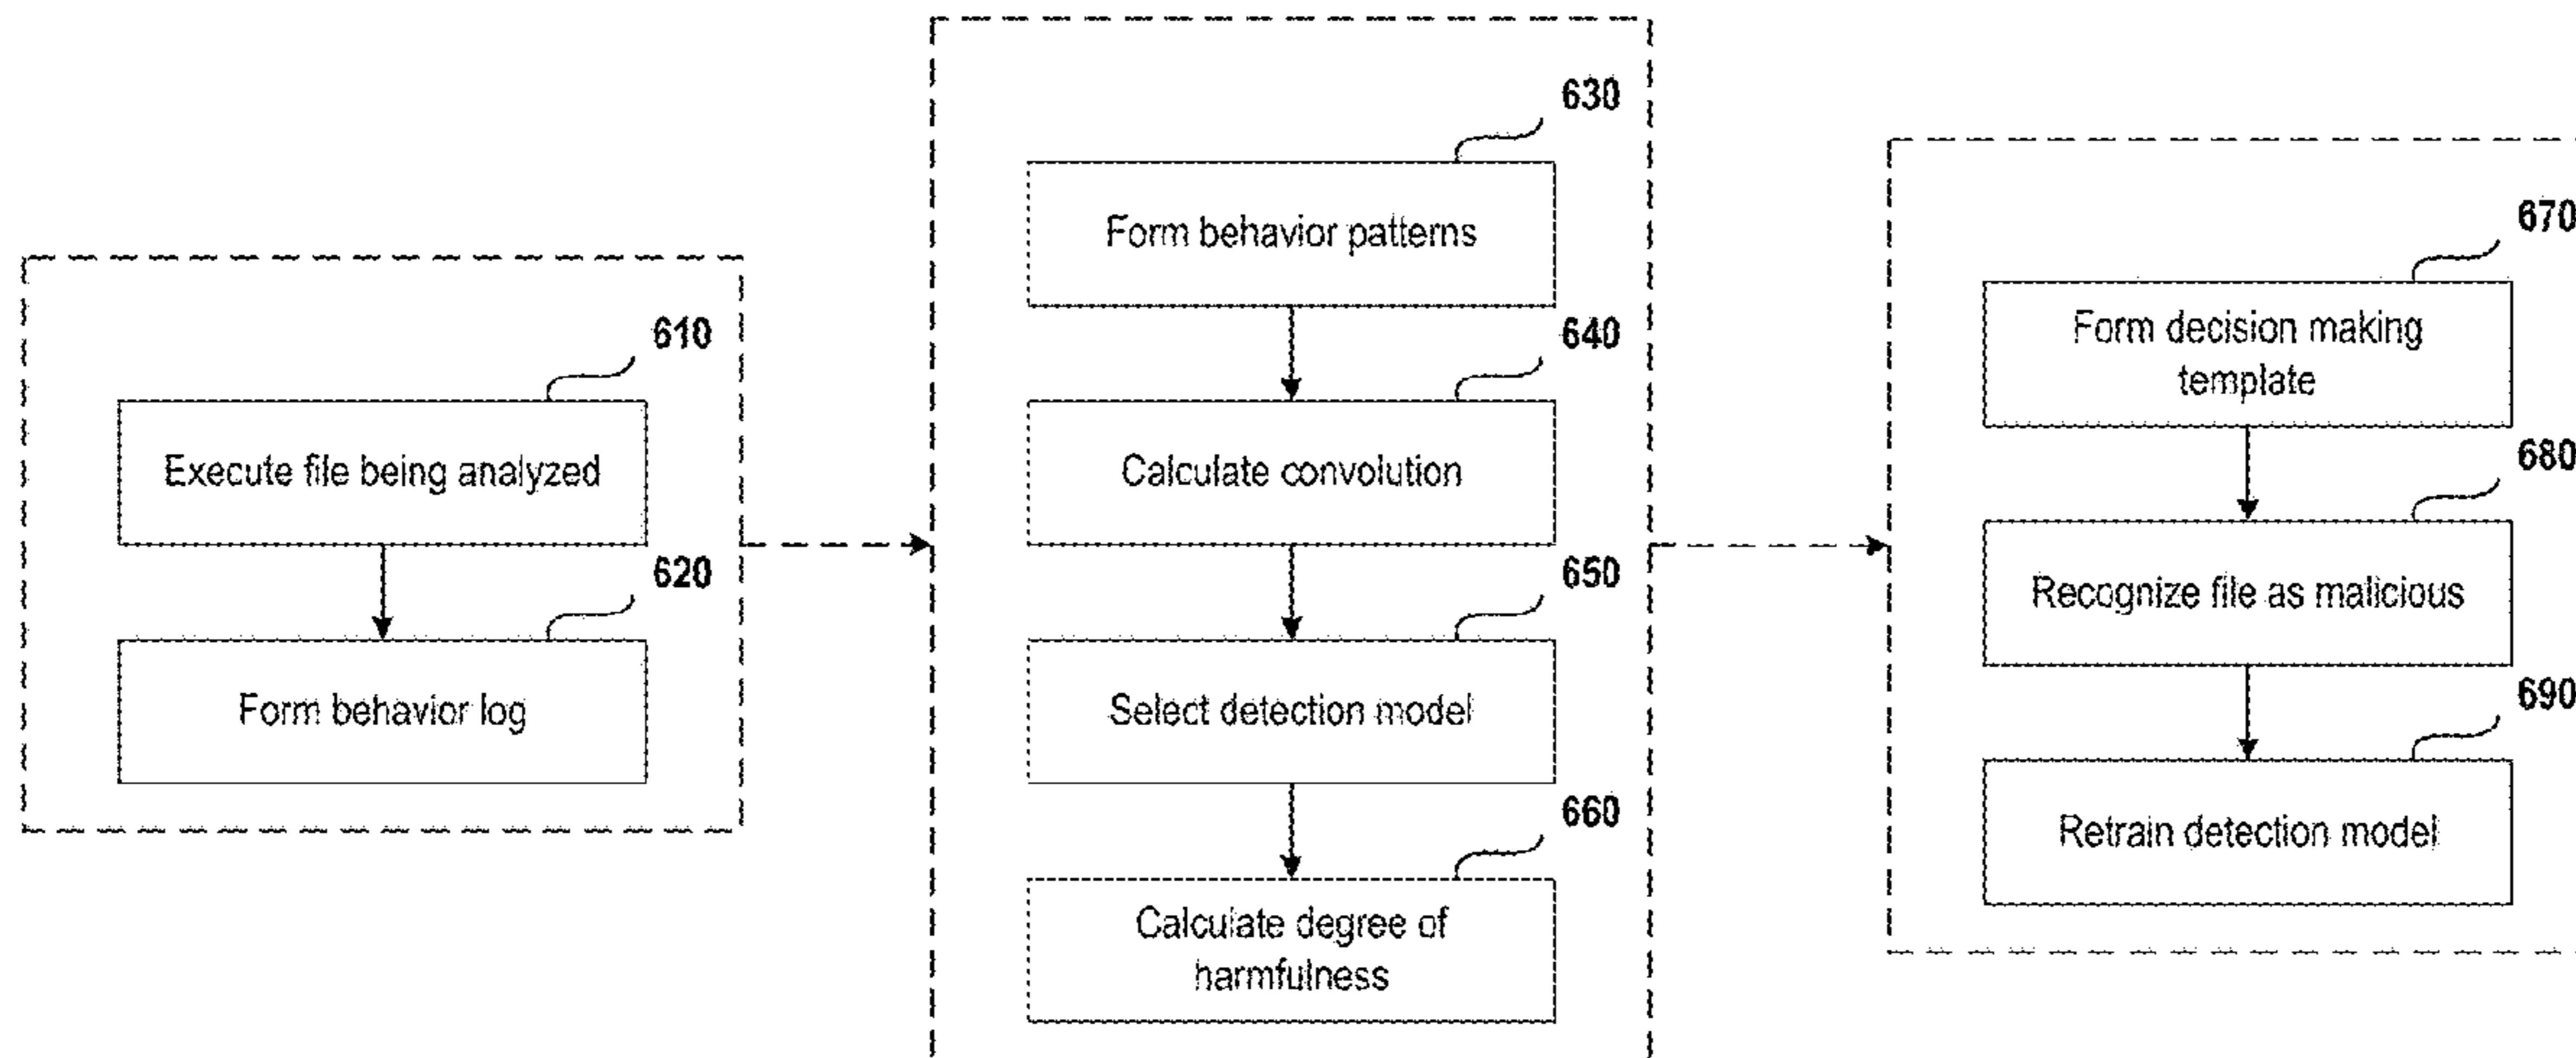 610
Execute file being analyzed
620
Form behavior log
630
Form behavior patterns
640
Calculate convolution
650
Select detection model
660
Calculate degree of
harmfulness
670
Form decision making
template
680
Recognize file as malicious
690
Retrain detection model